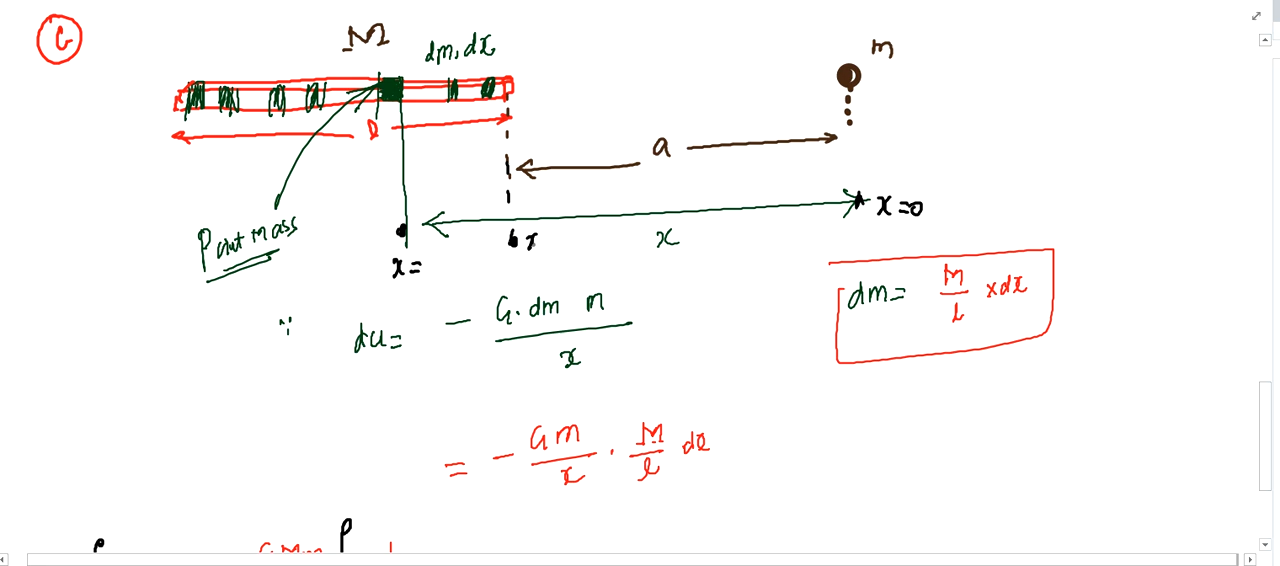 G
M
dm, dx
m
l
a
Point mass
x
x = 0
x =
dm = M/L × dx
∵ du = - G. dm m / x
= - Gm / x . M / l dx